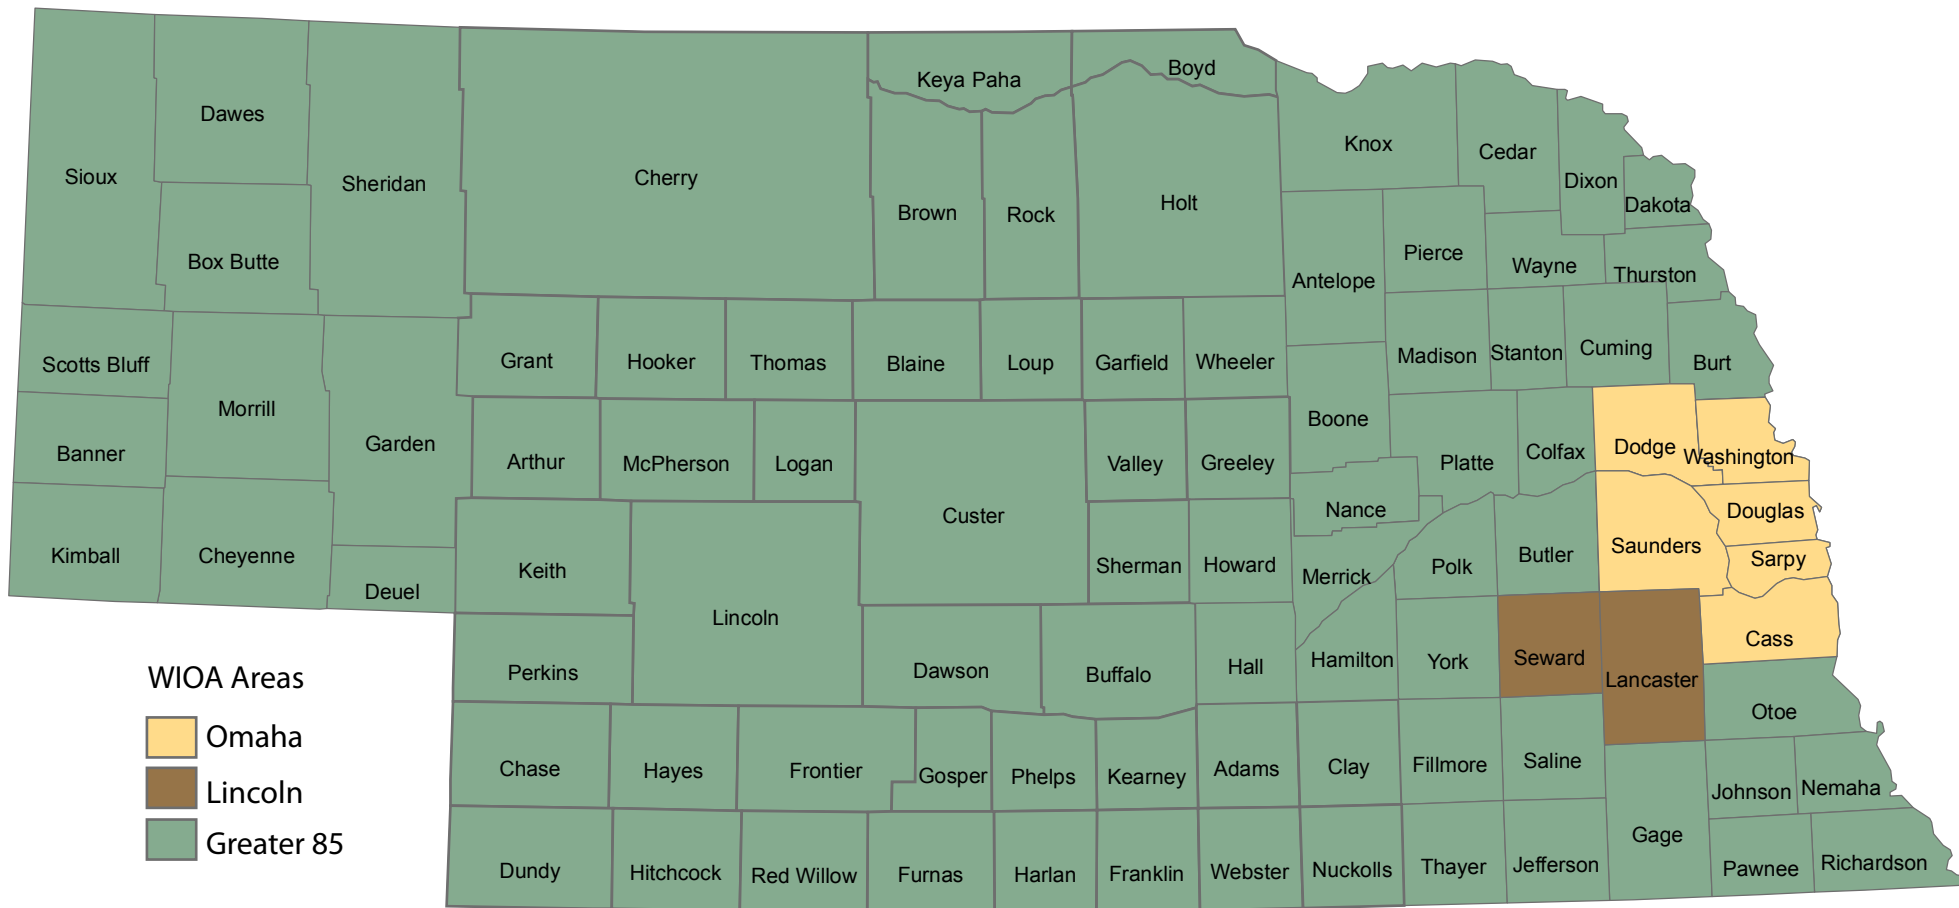 Keya Paha
Boyd
Dawes
Knox
Cedar
Sioux
Sheridan
Cherry
Dixon
Brown
Rock
Holt
Dakota
Box Butte
Pierce
Wayne
Thurston
Antelope
Scotts Bluff
Grant
Hooker
Thomas
Blaine
Loup
Garfield
Wheeler
Madison
Stanton
Cuming
Burt
Morrill
Boone
Banner
Garden
Arthur
McPherson
Logan
Valley
Greeley
Platte
Colfax
Dodge
Washington
Custer
Nance
Douglas
Kimball
Cheyenne
Keith
Sherman
Howard
Merrick
Polk
Butler
Saunders
Sarpy
Deuel
Lincoln
Cass
Perkins
Dawson
Buffalo
Hall
Hamilton
York
Seward
Lancaster
WIOA Areas
Omaha
Lincoln
Greater 85
Otoe
Chase
Hayes
Frontier
Gosper
Phelps
Kearney
Adams
Clay
Fillmore
Saline
Johnson
Nemaha
Dundy
Hitchcock
Red Willow
Furnas
Harlan
Franklin
Webster
Nuckolls
Thayer
Jefferson
Gage
Pawnee
Richardson